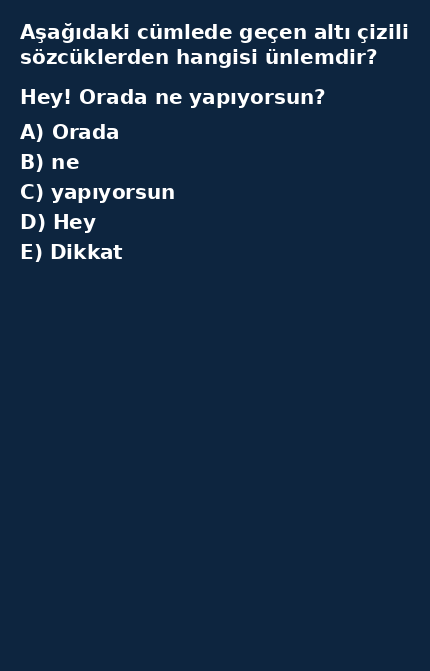 Aşağıdaki cümlede geçen altı çizili
sözcüklerden hangisi ünlemdir?
Hey! Orada ne yapıyorsun?
A) Orada
B) ne
C) yapıyorsun
D) Hey
E) Dikkat